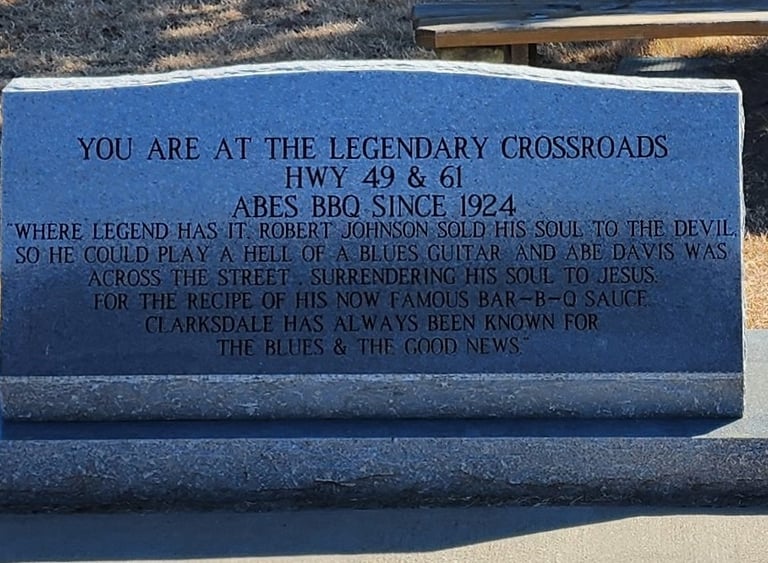 YOU ARE AT THE LEGENDARY CROSSROADS
HWY 49 & 61
ABES BBQ SINCE 1924
"WHERE LEGEND HAS IT ROBERT JOHNSON SOLD HIS SOUL TO THE DEVIL,
SO HE COULD PLAY A HELL OF A BLUES GUITAR AND ABE DAVIS WAS
ACROSS THE STREET , SURRENDERING HIS SOUL TO JESUS.
FOR THE RECIPE OF HIS NOW FAMOUS BAR-B-Q SAUCE.
CLARKSDALE HAS ALWAYS BEEN KNOWN FOR
THE BLUES & THE GOOD NEWS."